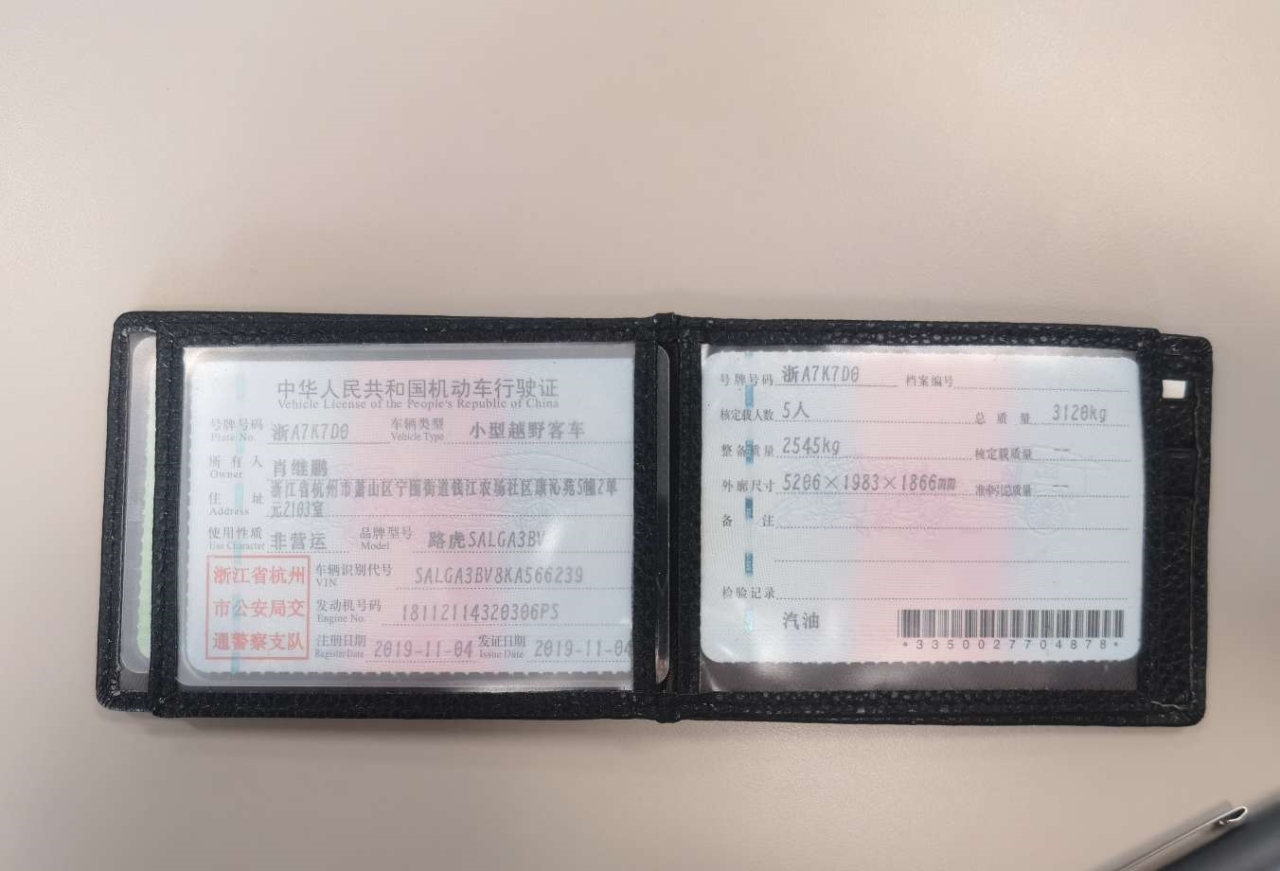 中华人民共和国机动车行驶证
Vehicle License of the People's Republic of China
号牌号码 浙A7K7D0 车辆类型 小型越野客车
Plate No. Vehicle Type
所有人 肖继鹏
Owner
住址 浙江省杭州市萧山区宁围街道钱江农场社区康沁苑5幢2单
Address 元2103室
使用性质 非营运 品牌型号 路虎SALGA3BV
Use Character Model
浙江省杭州
市公安局交
通警察支队
车辆识别代号 SALGA3BV8KA566239
VIN
发动机号码 18112114320306PS
Engine No.
注册日期 2019-11-04 发证日期 2019-11-04
Register Date Issue Date
号牌号码 浙A7K7D0 档案编号
核定载人数 5人 总质量 3120kg
整备质量 2545kg 核定载质量 --
外廓尺寸 5206×1983×1866mm 准牵引总质量 --
备注
检验记录
汽油
*3350027704878*